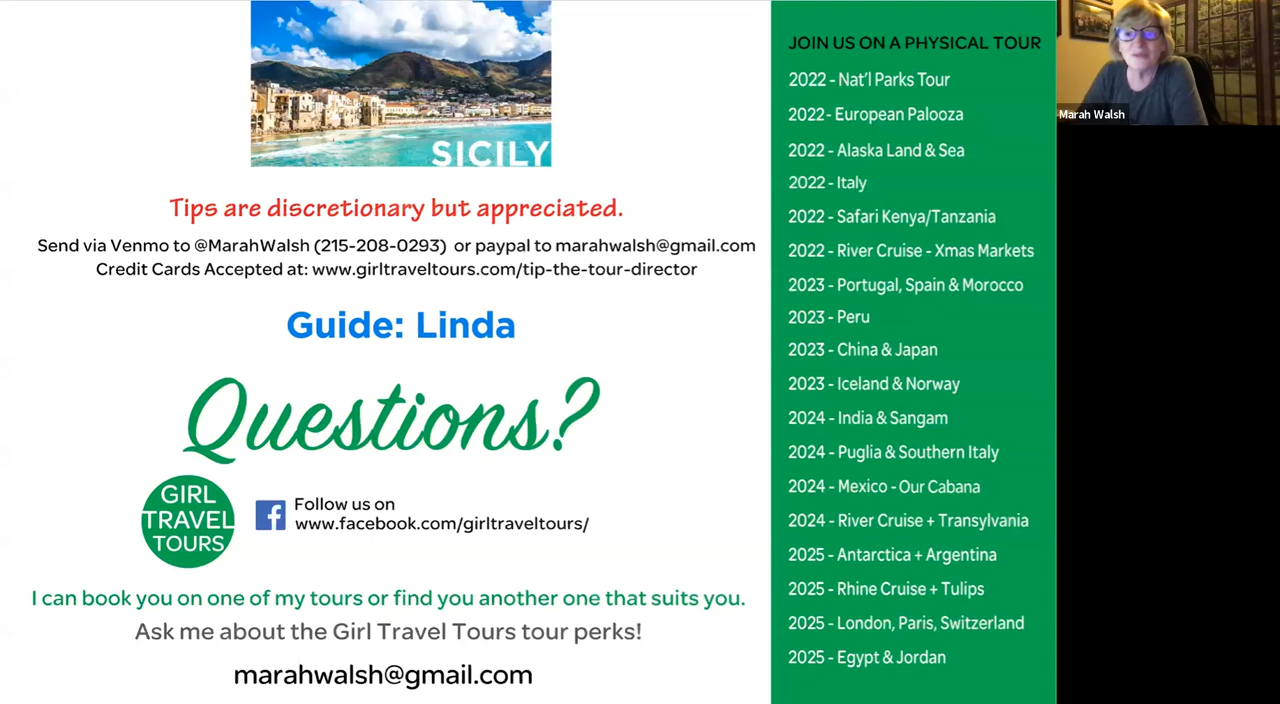 SICILY
Tips are discretionary but appreciated.
Send via Venmo to @MarahWalsh (215-208-0293) or paypal to marahwalsh@gmail.com
Credit Cards Accepted at: www.girltraveltours.com/tip-the-tour-director
Guide: Linda
Questions?
GIRL
TRAVEL
TOURS
Follow us on
www.facebook.com/girltraveltours/
I can book you on one of my tours or find you another one that suits you.
Ask me about the Girl Travel Tours tour perks!
marahwalsh@gmail.com
JOIN US ON A PHYSICAL TOUR
2022 - Nat'l Parks Tour
2022- European Palooza
2022 - Alaska Land & Sea
2022 - Italy
2022 - Safari Kenya/Tanzania
2022 - River Cruise - Xmas Markets
2023 - Portugal, Spain & Morocco
2023 - Peru
2023 - China & Japan
2023 - Iceland & Norway
2024 - India & Sangam
2024 - Puglia & Southern Italy
2024 - Mexico - Our Cabana
2024 - River Cruise + Transylvania
2025 - Antarctica + Argentina
2025 - Rhine Cruise + Tulips
2025 - London, Paris, Switzerland
2025 - Egypt & Jordan
Marah Walsh